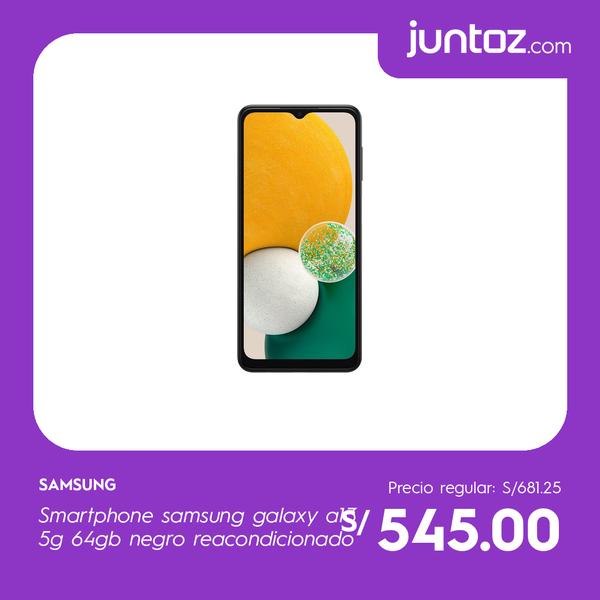 juntoz.com
SAMSUNG
Precio regular: S/681.25
Smartphone samsung galaxy
5g 64gb negro reacondicionado
S/ 545.00